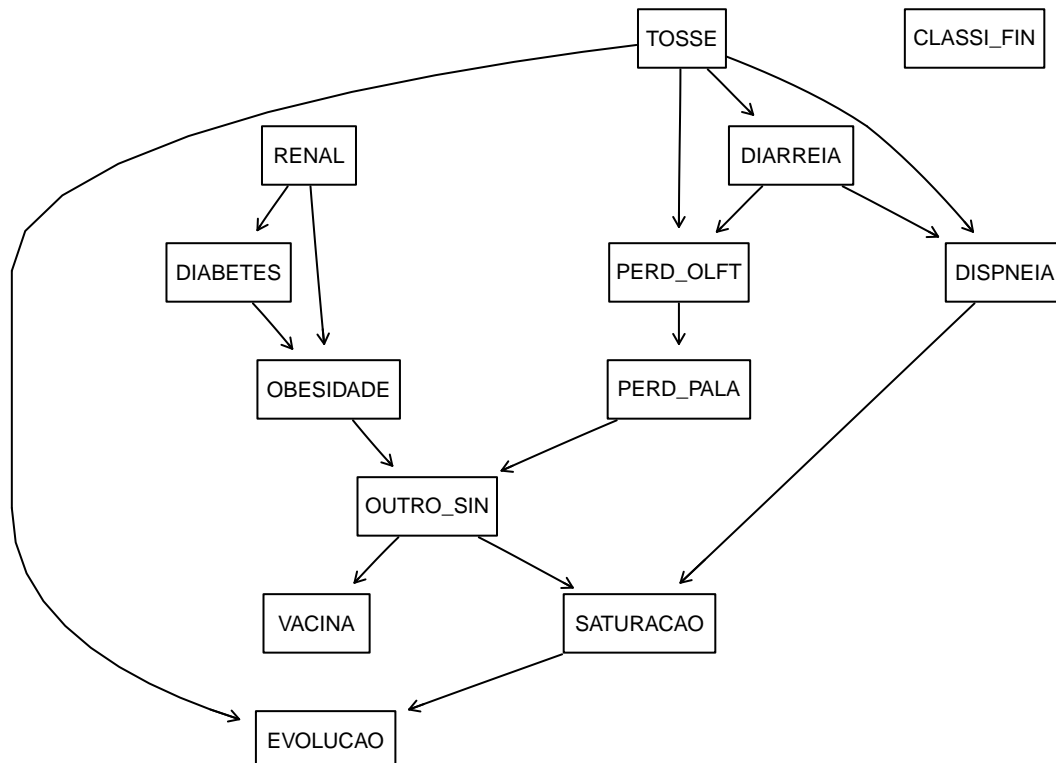 TOSSE
CLASSI_FIN
RENAL
DIARREIA
DIABETES
PERD_OLFT
DISPNEIA
OBESIDADE
PERD_PALA
OUTRO_SIN
VACINA
SATURACAO
EVOLUCAO